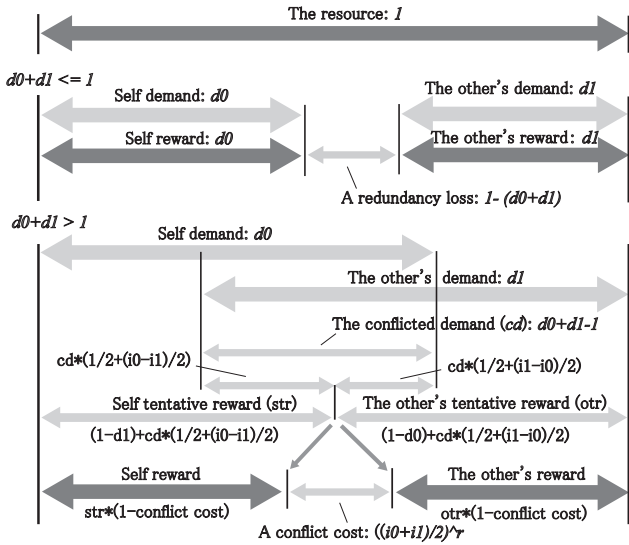 The resource: 1
d0+d1 <= 1
Self demand: d0
The other's demand: d1
Self reward: d0
The other's reward: d1
A redundancy loss: 1- (d0+d1)
d0+d1 > 1
Self demand: d0
The other's demand: d1
The conflicted demand (cd): d0+d1-1
cd*(1/2+(i0-i1)/2)
cd*(1/2+(i1-i0)/2)
Self tentative reward (str)
The other's tentative reward (otr)
(1-d1)+cd*(1/2+(i0-i1)/2)
(1-d0)+cd*(1/2+(i1-i0)/2)
Self reward
The other's reward
str*(1-conflict cost)
otr*(1-conflict cost)
A conflict cost: ((i0+i1)/2)^r